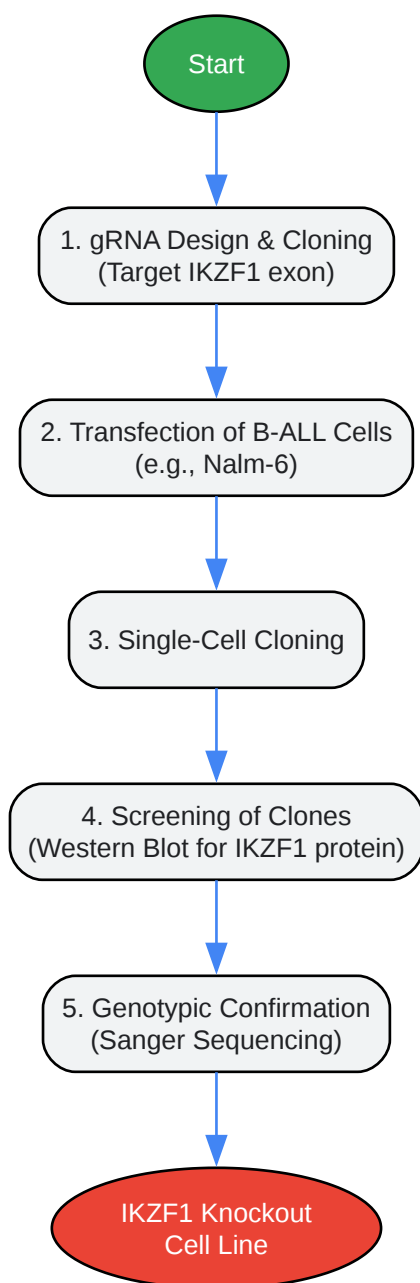 Start
1. gRNA Design & Cloning
(Target IKZF1 exon)
2. Transfection of B-ALL Cells
(e.g., Nalm-6)
3. Single-Cell Cloning
4. Screening of Clones
(Western Blot for IKZF1 protein)
5. Genotypic Confirmation
(Sanger Sequencing)
IKZF1 Knockout
Cell Line